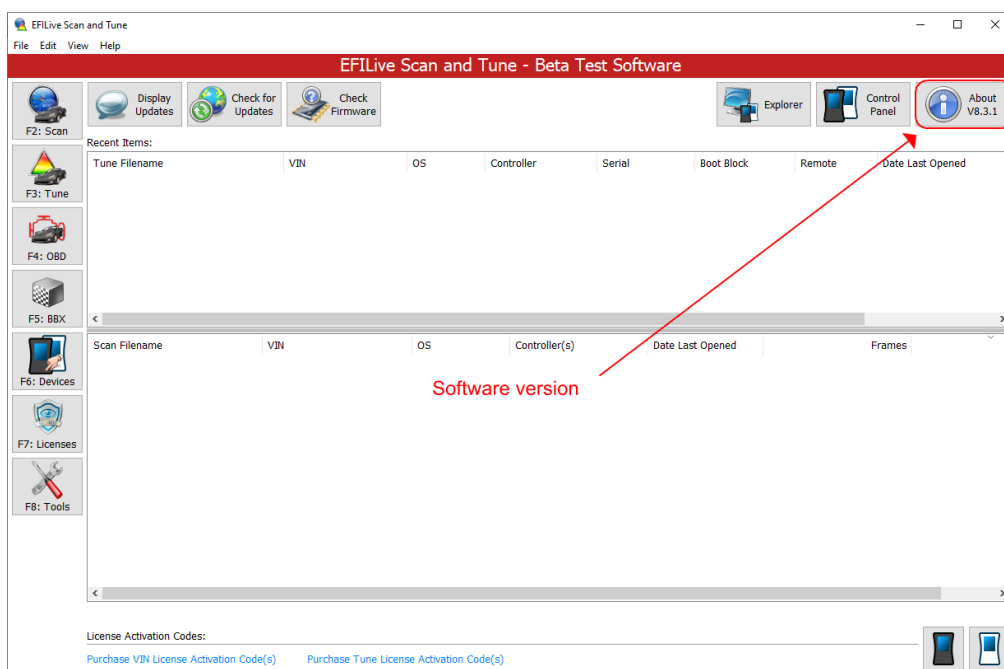 EFILive Scan and Tune
File Edit View Help
EFILive Scan and Tune - Beta Test Software
F2: Scan
Display Updates
Check for Updates
Check Firmware
Explorer
Control Panel
About V8.3.1
Recent Items:
Tune Filename VIN OS Controller Serial Boot Block Remote Date Last Opened
F3: Tune
F4: OBD
F5: BBX
Scan Filename VIN OS Controller(s) Date Last Opened Frames
F6: Devices
Software version
F7: Licenses
F8: Tools
License Activation Codes:
Purchase VIN License Activation Code(s) Purchase Tune License Activation Code(s)